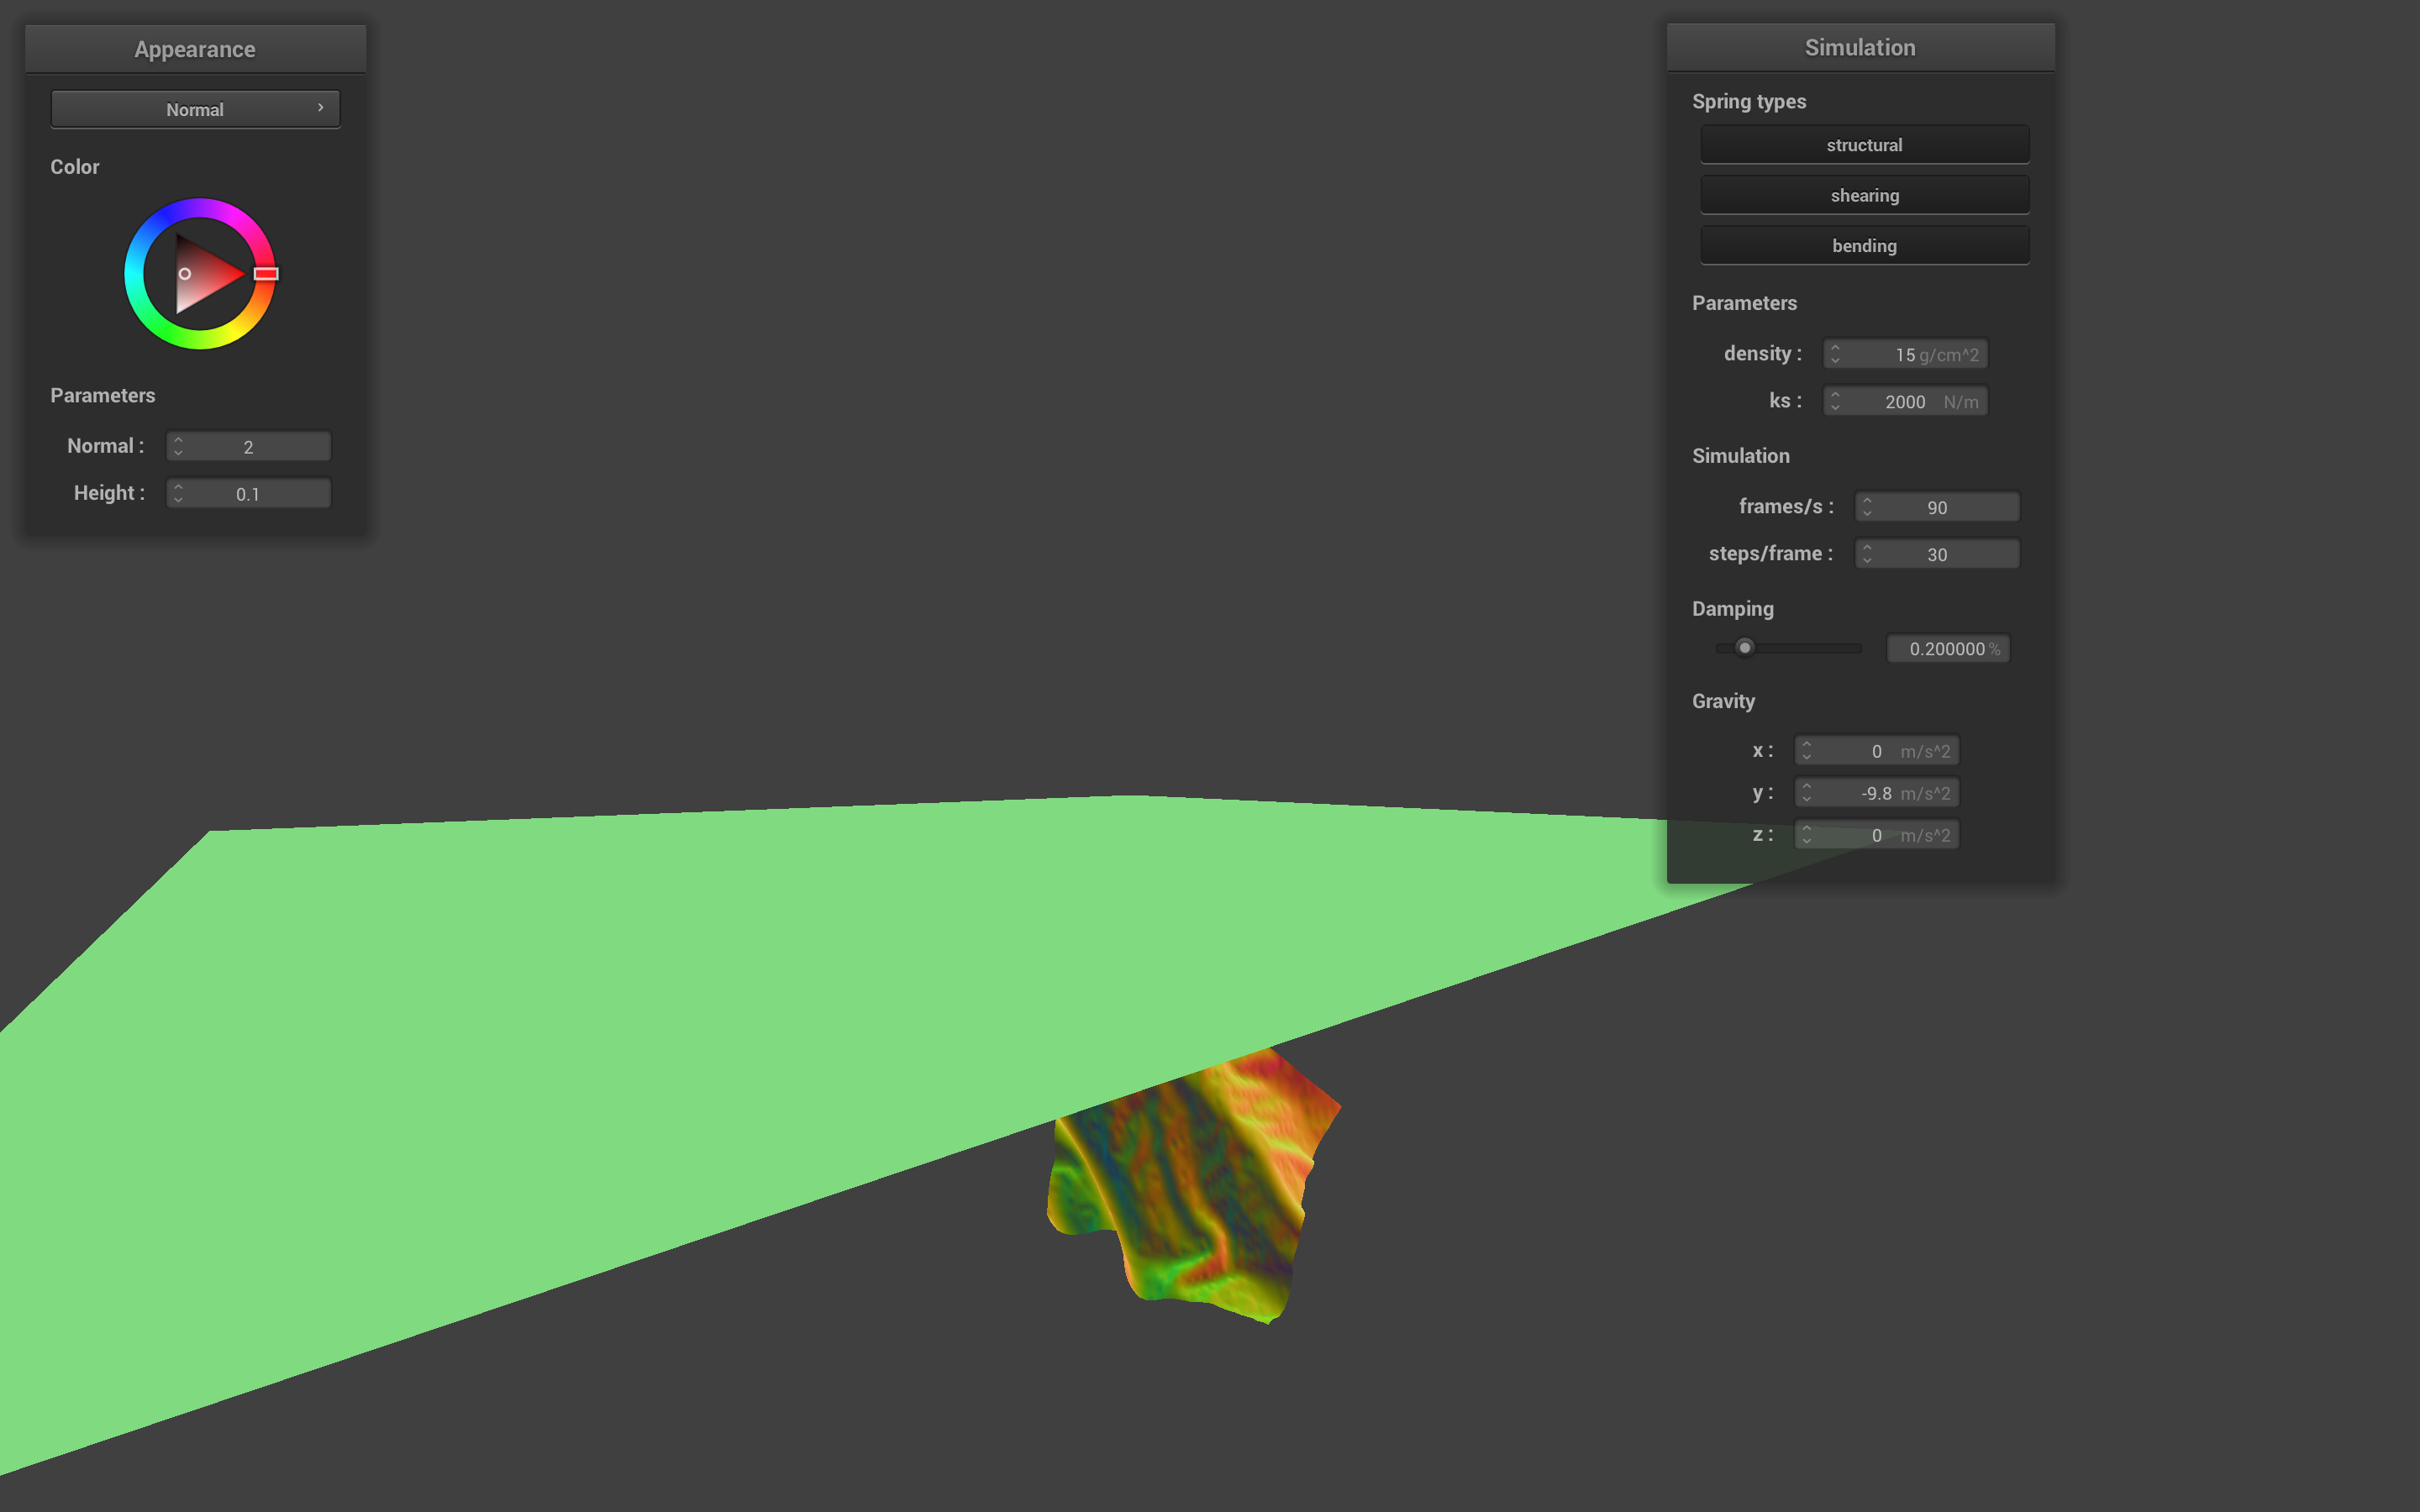 Appearance
Normal
Color
Parameters
Normal : 2
Height : 0.1
Simulation
Spring types
structural
shearing
bending
Parameters
density : 15 g/cm^2
ks : 2000 N/m
Simulation
frames/s : 90
steps/frame : 30
Damping
0.200000 %
Gravity
x : 0 m/s^2
y : -9.8 m/s^2
z : 0 m/s^2